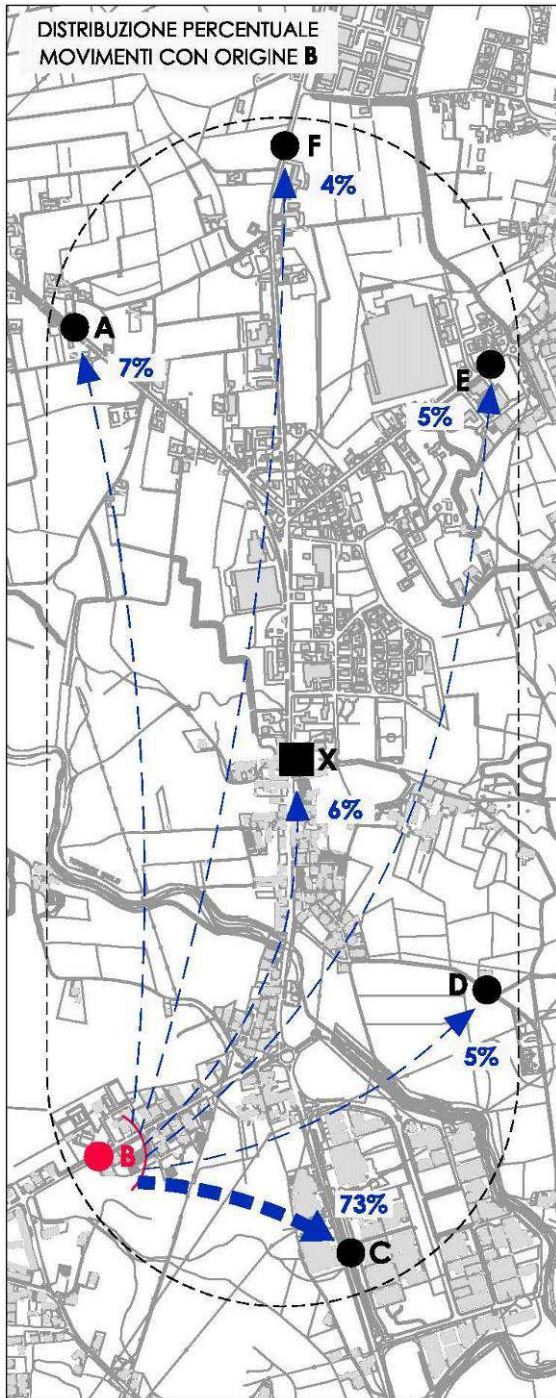 DISTRIBUZIONE PERCENTUALE
MOVIMENTI CON ORIGINE B
F
4%
A
7%
E
5%
X
6%
D
5%
B
73%
C